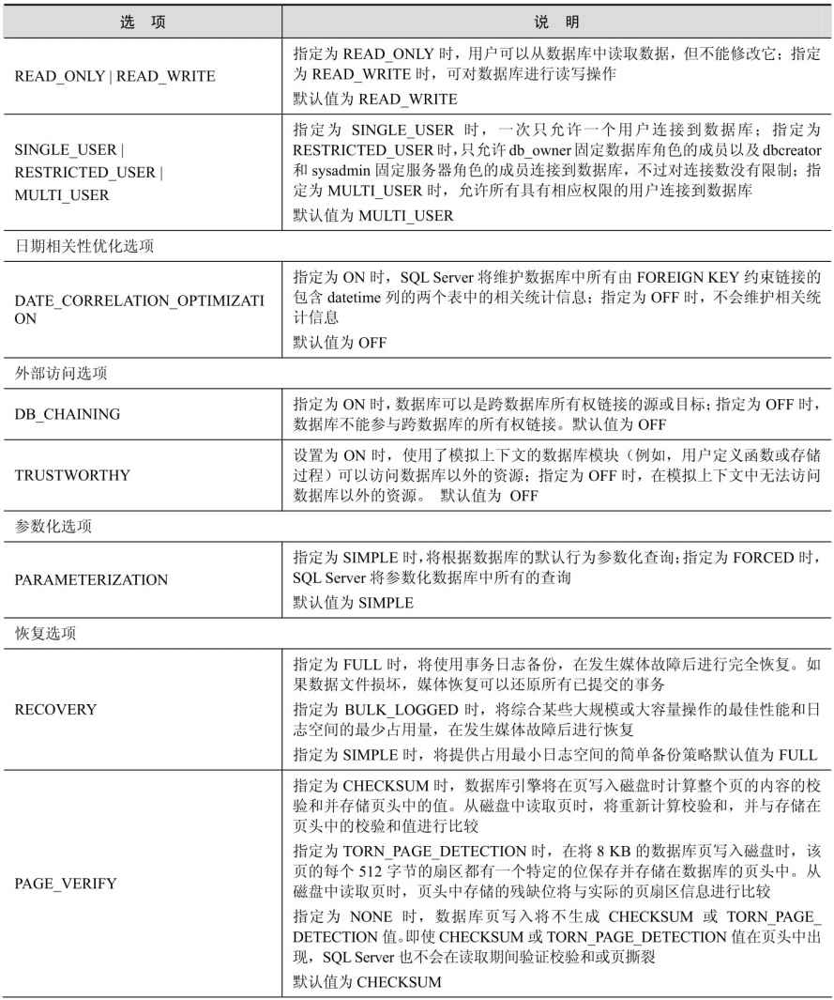 选 项 说 明
READ_ONLY | READ_WRITE
指定为 READ_ONLY 时，用户可以从数据库中读取数据，但不能修改它；指定
为 READ_WRITE 时，可对数据库进行读写操作
默认值为 READ_WRITE
SINGLE_USER |
RESTRICTED_USER |
MULTI_USER
指定为 SINGLE_USER 时，一次只允许一个用户连接到数据库；指定为
RESTRICTED_USER 时，只允许 db_owner 固定数据库角色的成员以及 dbcreator
和 sysadmin 固定服务器角色的成员连接到数据库，不过对连接数没有限制；指
定为 MULTI_USER 时，允许所有具有相应权限的用户连接到数据库
默认值为 MULTI_USER
日期相关性优化选项
DATE_CORRELATION_OPTIMIZATI
ON
指定为 ON 时，SQL Server 将维护数据库中所有由 FOREIGN KEY 约束链接的
包含 datetime 列的两个表中的相关统计信息；指定为 OFF 时，不会维护相关统
计信息
默认值为 OFF
外部访问选项
DB_CHAINING
指定为 ON 时，数据库可以是跨数据库所有权链接的源或目标；指定为 OFF 时，
数据库不能参与跨数据库的所有权链接。默认值为 OFF
TRUSTWORTHY
设置为 ON 时，使用了模拟上下文的数据库模块（例如，用户定义函数或存储
过程）可以访问数据库以外的资源；指定为 OFF 时，在模拟上下文中无法访问
数据库以外的资源。 默认值为 OFF
参数化选项
PARAMETERIZATION
指定为 SIMPLE 时，将根据数据库的默认行为参数化查询；指定为 FORCED 时，
SQL Server 将参数化数据库中所有的查询
默认值为 SIMPLE
恢复选项
RECOVERY
指定为 FULL 时，将使用事务日志备份，在发生媒体故障后进行完全恢复。如
果数据文件损坏，媒体恢复可以还原所有已提交的事务
指定为 BULK_LOGGED 时，将综合某些大规模或大容量操作的最佳性能和日
志空间的最少占用量，在发生媒体故障后进行恢复
指定为 SIMPLE 时，将提供占用最小日志空间的简单备份策略默认值为 FULL
PAGE_VERIFY
指定为 CHECKSUM 时，数据库引擎将在页写入磁盘时计算整个页的内容的校
验和并存储页头中的值。从磁盘中读取页时，将重新计算校验和，并与存储在
页头中的校验和值进行比较
指定为 TORN_PAGE_DETECTION 时，在将 8 KB 的数据库页写入磁盘时，该
页的每个 512 字节的扇区都有一个特定的位保存并存储在数据库的页头中。从
磁盘中读取页时，页头中存储的残缺位将与实际的页扇区信息进行比较
指定为 NONE 时，数据库页写入将不生成 CHECKSUM 或 TORN_PAGE_
DETECTION 值。即使 CHECKSUM 或 TORN_PAGE_DETECTION 值在页头中出
现，SQL Server 也不会在读取期间验证校验和或页撕裂
默认值为 CHECKSUM